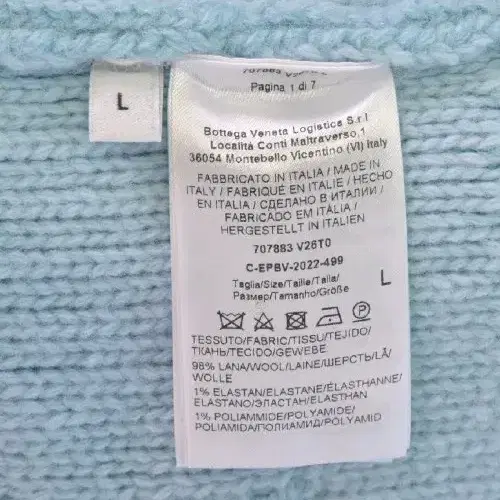 L
707883
Pagina 1 di 7
Bottega Veneta Logistica S.r.l
Località Conti Maltraverso,1
36054 Montebello Vicentino (VI) Italy
FABBRICATO IN ITALIA / MADE IN
ITALY / FABRIQUÉ EN ITALIE / HECHO
EN ITALIA / СДЕЛАНО В ИТАЛИИ /
FABRICADO EM ITÁLIA /
HERGESTELLT IN ITALIEN
707883 V26T0
C-EPBV-2022-499
Taglia/Size/Taille/Talla/
Размер/Tamanho/Größe
L
TESSUTO/FABRIC/TISSU/TEJIDO/
ТКАНЬ/TECIDO/GEWEBE
98% LANA/WOOL/LAINE/ШЕРСТЬ/LÃ/
WOLLE
1% ELASTAN/ELASTANE/ÉLASTHANNE/
ELASTANO/ЭЛАСТАН/ELASTHAN
1% POLIAMMIDE/POLYAMIDE/
POLIAMIDA/ПОЛИАМИД/POLYAMID